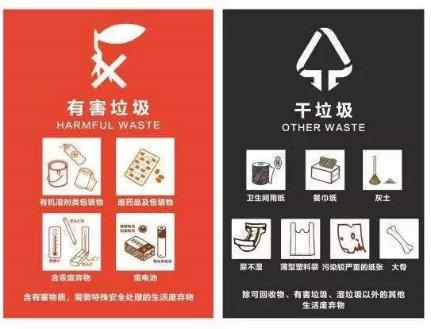 有害垃圾
HARMFUL WASTE
有机溶剂类包装物
废药品及包装物
含汞废弃物
废电池
含有害物质，需要特殊安全处理的生活废弃物
干垃圾
OTHER WASTE
卫生间用纸
餐巾纸
灰土
尿不湿
薄型塑料袋
污染较严重的纸张
大骨
除可回收物、有害垃圾、湿垃圾以外的其他
生活废弃物